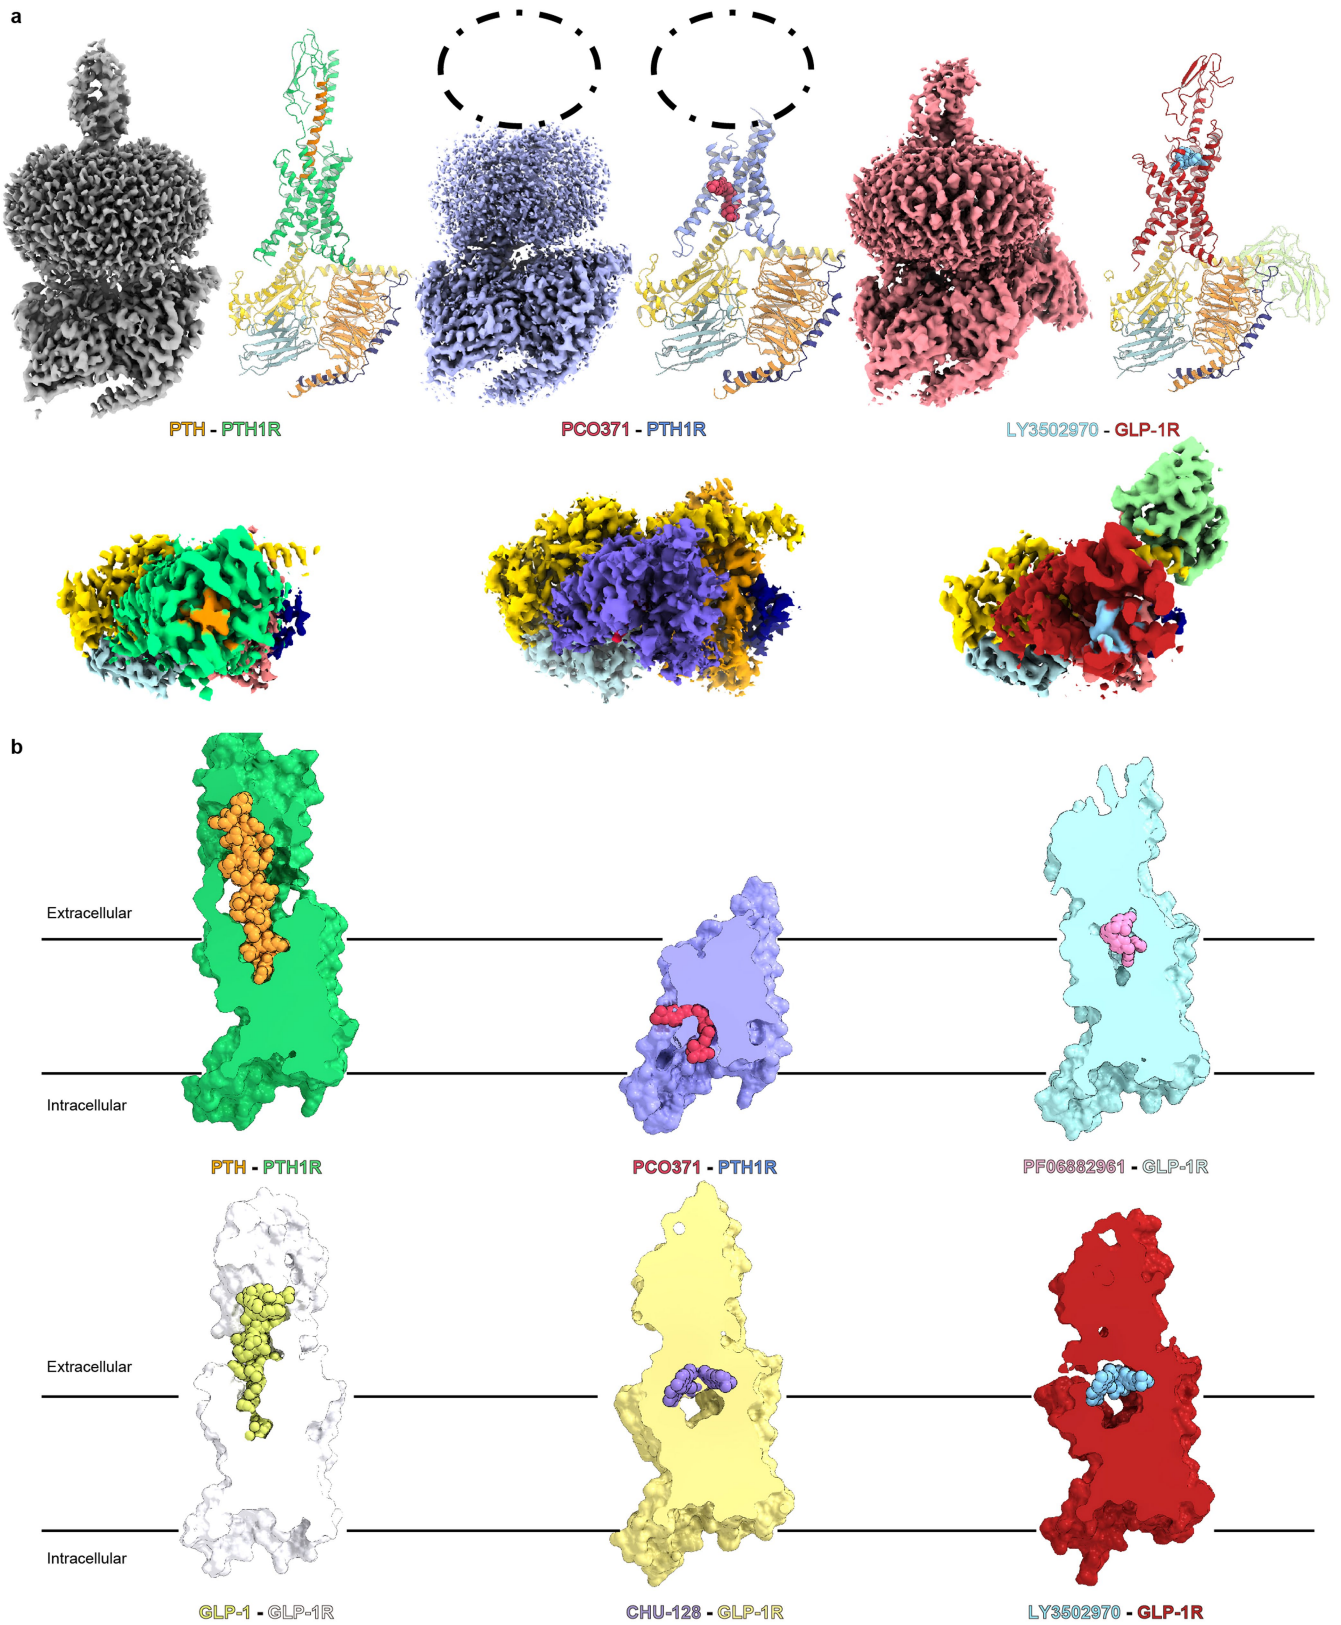 a
PTH - PTH1R
PCO371 - PTH1R
LY3502970 - GLP-1R
b
Extracellular
Intracellular
PTH - PTH1R
PCO371 - PTH1R
PF06882961 - GLP-1R
Extracellular
Intracellular
GLP-1 - GLP-1R
CHU-128 - GLP-1R
LY3502970 - GLP-1R